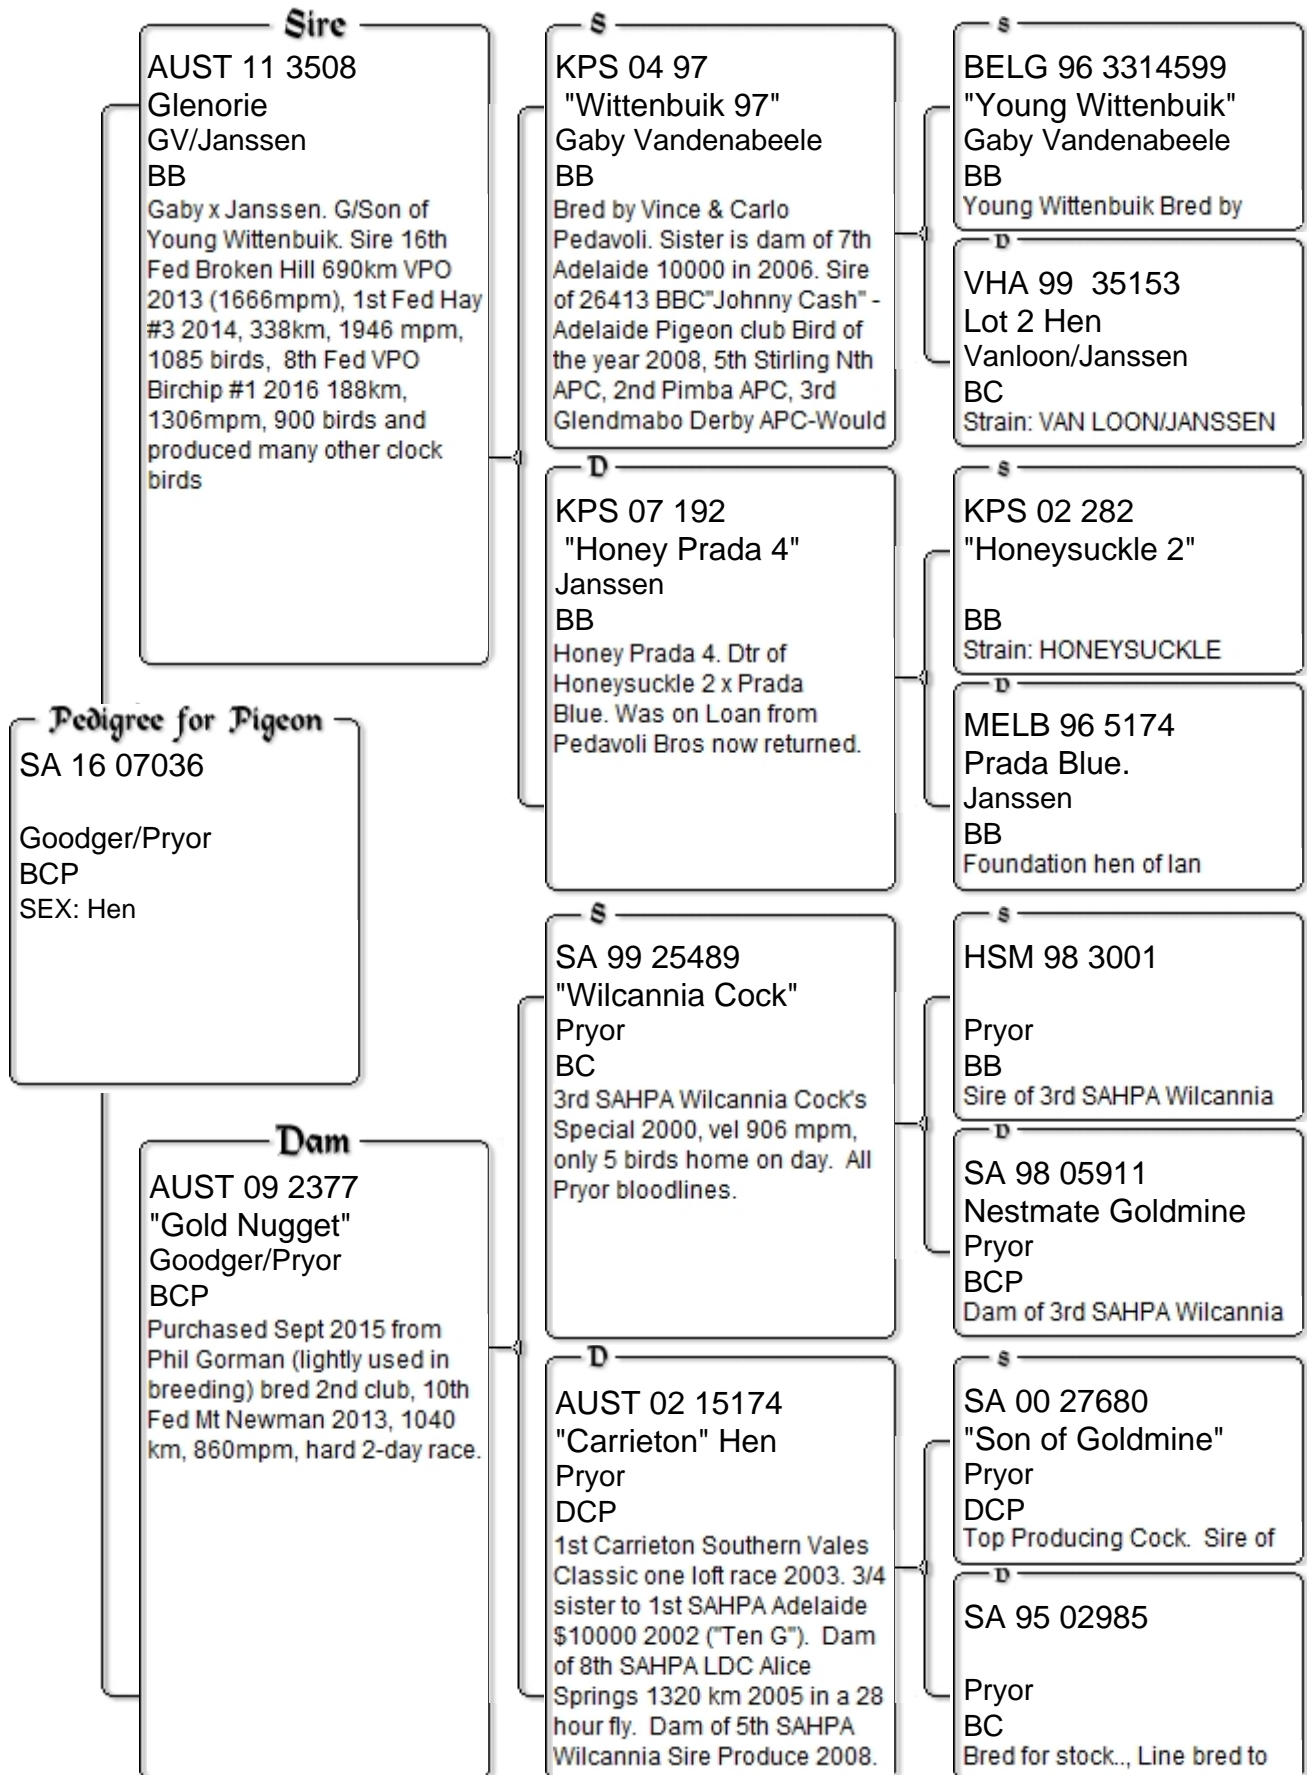 Pedigree for Pigeon
SA 16 07036
Goodger/Pryor
BCP
SEX: Hen
Sire
AUST 11 3508
Glenorie
GV/Janssen
BB
Gaby x Janssen. G/Son of
Young Wittenbuik. Sire 16th
Fed Broken Hill 690km VPO
2013 (1666mpm), 1st Fed Hay
#3 2014, 338km, 1946 mpm,
1085 birds,  8th Fed VPO
Birchip #1 2016 188km,
1306mpm, 900 birds and
produced many other clock
birds
Dam
AUST 09 2377
"Gold Nugget"
Goodger/Pryor
BCP
Purchased Sept 2015 from
Phil Gorman (lightly used in
breeding) bred 2nd club, 10th
Fed Mt Newman 2013, 1040
km, 860mpm, hard 2-day race.
S
KPS 04 97
"Wittenbuik 97"
Gaby Vandenabeele
BB
Bred by Vince & Carlo
Pedavoli. Sister is dam of 7th
Adelaide 10000 in 2006. Sire
of 26413 BBC"Johnny Cash" -
Adelaide Pigeon club Bird of
the year 2008, 5th Stirling Nth
APC, 2nd Pimba APC, 3rd
Glendmabo Derby APC-Would
D
KPS 07 192
"Honey Prada 4"
Janssen
BB
Honey Prada 4. Dtr of
Honeysuckle 2 x Prada
Blue. Was on Loan from
Pedavoli Bros now returned.
S
SA 99 25489
"Wilcannia Cock"
Pryor
BC
3rd SAHPA Wilcannia Cock's
Special 2000, vel 906 mpm,
only 5 birds home on day.  All
Pryor bloodlines.
D
AUST 02 15174
"Carrieton" Hen
Pryor
DCP
1st Carrieton Southern Vales
Classic one loft race 2003. 3/4
sister to 1st SAHPA Adelaide
$10000 2002 ("Ten G").  Dam
of 8th SAHPA LDC Alice
Springs 1320 km 2005 in a 28
hour fly.  Dam of 5th SAHPA
Wilcannia Sire Produce 2008.
S
BELG 96 3314599
"Young Wittenbuik"
Gaby Vandenabeele
BB
Young Wittenbuik Bred by
D
VHA 99  35153
Lot 2 Hen
Vanloon/Janssen
BC
Strain: VAN LOON/JANSSEN
S
KPS 02 282
"Honeysuckle 2"
BB
Strain: HONEYSUCKLE
D
MELB 96 5174
Prada Blue.
Janssen
BB
Foundation hen of Ian
S
HSM 98 3001
Pryor
BB
Sire of 3rd SAHPA Wilcannia
D
SA 98 05911
Nestmate Goldmine
Pryor
BCP
Dam of 3rd SAHPA Wilcannia
S
SA 00 27680
"Son of Goldmine"
Pryor
DCP
Top Producing Cock.  Sire of
D
SA 95 02985
Pryor
BC
Bred for stock.., Line bred to